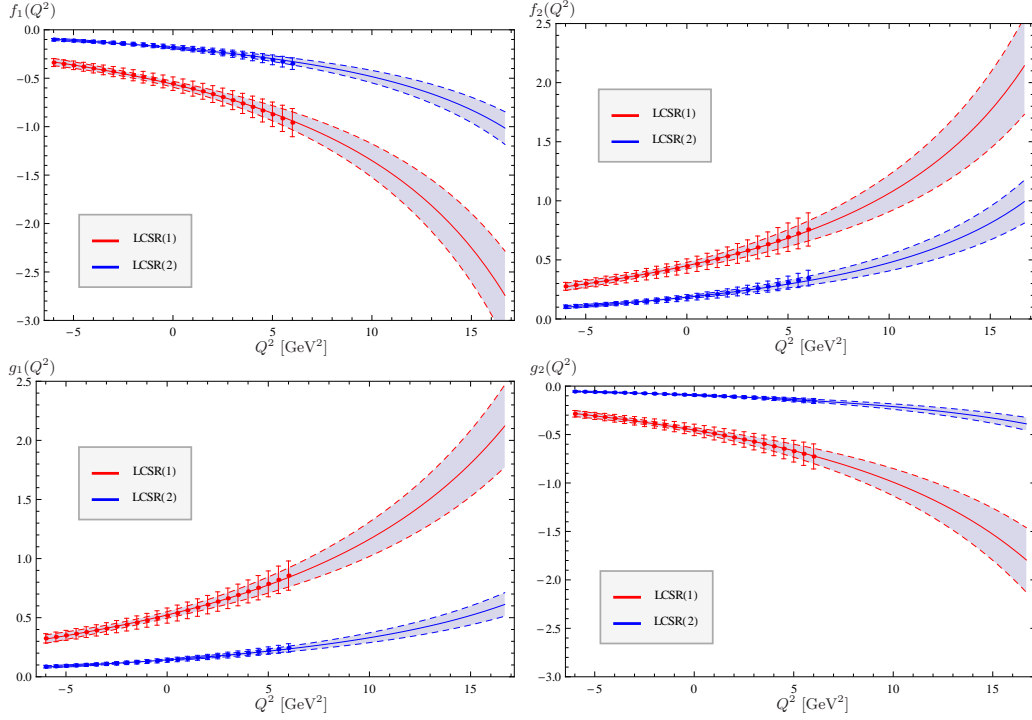 f₁(Q²)
0.0
-0.5
-1.0
-1.5
-2.0
-2.5
-3.0
LCSR(1)
LCSR(2)
-5 0 5 10 15
Q² [GeV²]
f₂(Q²)
2.5
2.0
1.5
1.0
0.5
0.0
LCSR(1)
LCSR(2)
-5 0 5 10 15
Q² [GeV²]
g₁(Q²)
2.5
2.0
1.5
1.0
0.5
0.0
LCSR(1)
LCSR(2)
-5 0 5 10 15
Q² [GeV²]
g₂(Q²)
0.0
-0.5
-1.0
-1.5
-2.0
-2.5
-3.0
LCSR(1)
LCSR(2)
-5 0 5 10 15
Q² [GeV²]